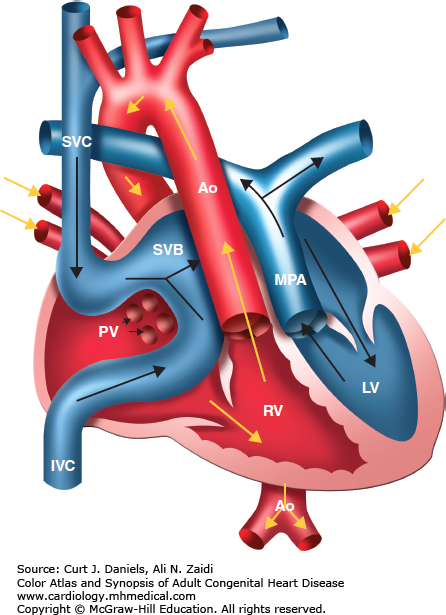 SVC
Ao
SVB
MPA
PV
LV
RV
IVC
Ao
Source: Curt J. Daniels, Ali N. Zaidi
Color Atlas and Synopsis of Adult Congenital Heart Disease
www.cardiology.mhmedical.com
Copyright © McGraw-Hill Education. All rights reserved.